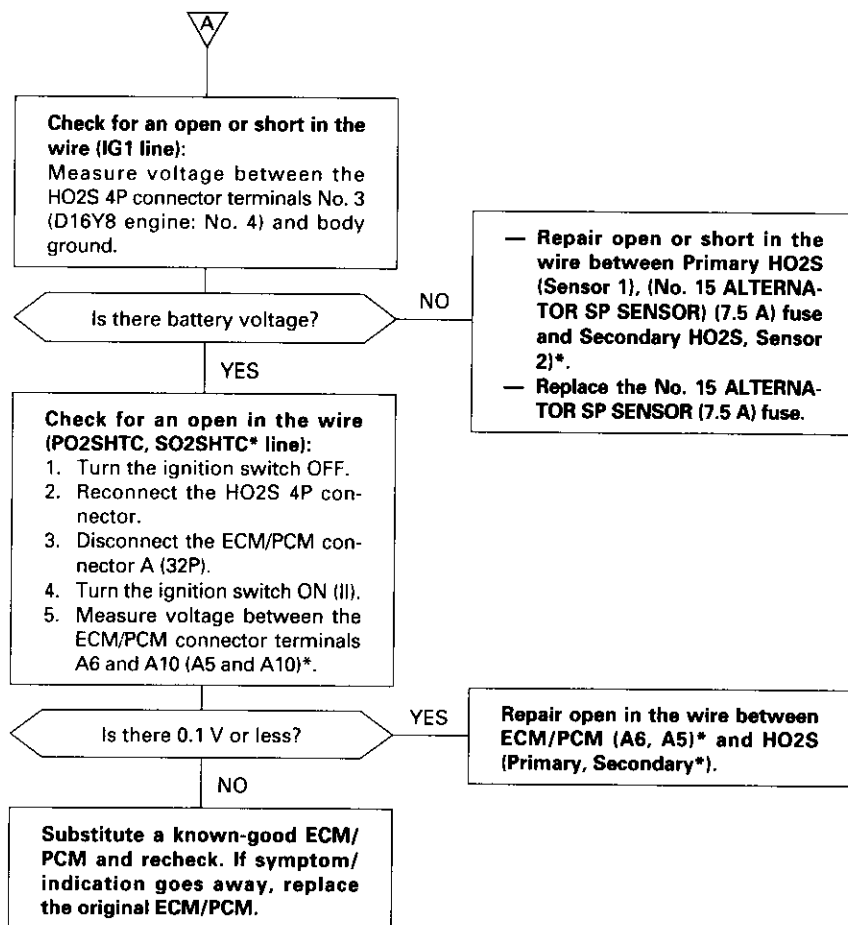 A
Check for an open or short in the
wire (IG1 line):
Measure voltage between the
HO2S 4P connector terminals No. 3
(D16Y8 engine: No. 4) and body
ground.
— Repair open or short in the
wire between Primary HO2S
(Sensor 1), (No. 15 ALTERNA-
TOR SP SENSOR) (7.5 A) fuse
and Secondary HO2S, Sensor
2)*.
— Replace the No. 15 ALTERNA-
TOR SP SENSOR (7.5 A) fuse.
Is there battery voltage?
NO
YES
Check for an open in the wire
(PO2SHTC, SO2SHTC* line):
1. Turn the ignition switch OFF.
2. Reconnect the HO2S 4P con-
nector.
3. Disconnect the ECM/PCM con-
nector A (32P).
4. Turn the ignition switch ON (II).
5. Measure voltage between the
ECM/PCM connector terminals
A6 and A10 (A5 and A10)*.
Is there 0.1 V or less?
YES
Repair open in the wire between
ECM/PCM (A6, A5)* and HO2S
(Primary, Secondary*).
NO
Substitute a known-good ECM/
PCM and recheck. If symptom/
indication goes away, replace
the original ECM/PCM.